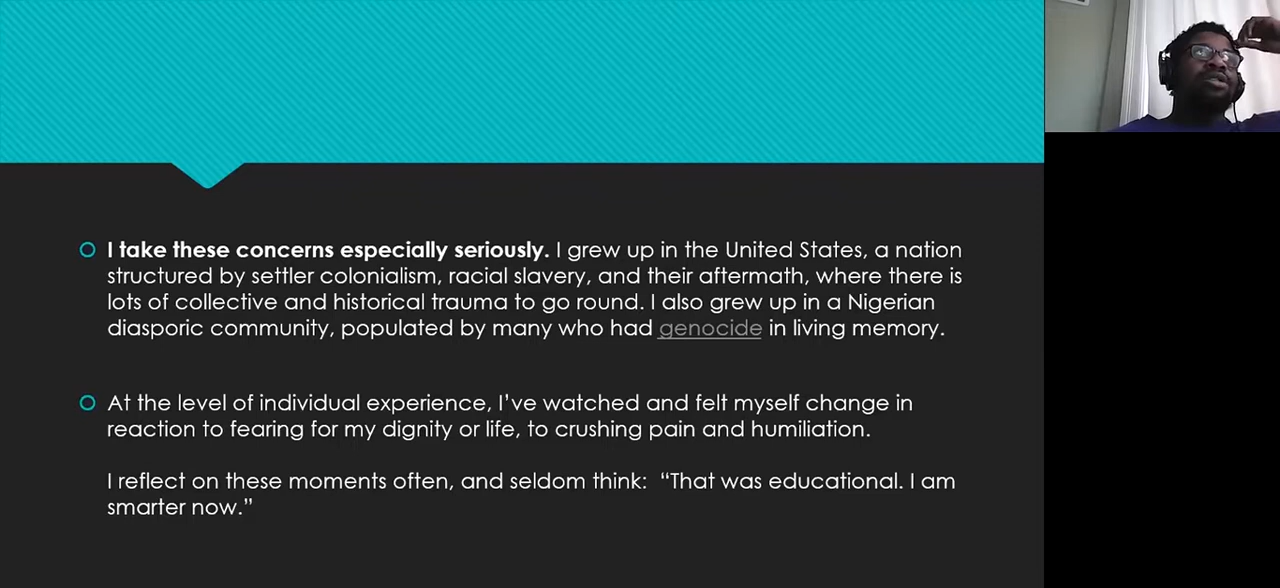 I take these concerns especially seriously. I grew up in the United States, a nation
structured by settler colonialism, racial slavery, and their aftermath, where there is
lots of collective and historical trauma to go round. I also grew up in a Nigerian
diasporic community, populated by many who had genocide in living memory.
At the level of individual experience, I've watched and felt myself change in
reaction to fearing for my dignity or life, to crushing pain and humiliation.
I reflect on these moments often, and seldom think:  “That was educational. I am
smarter now.”